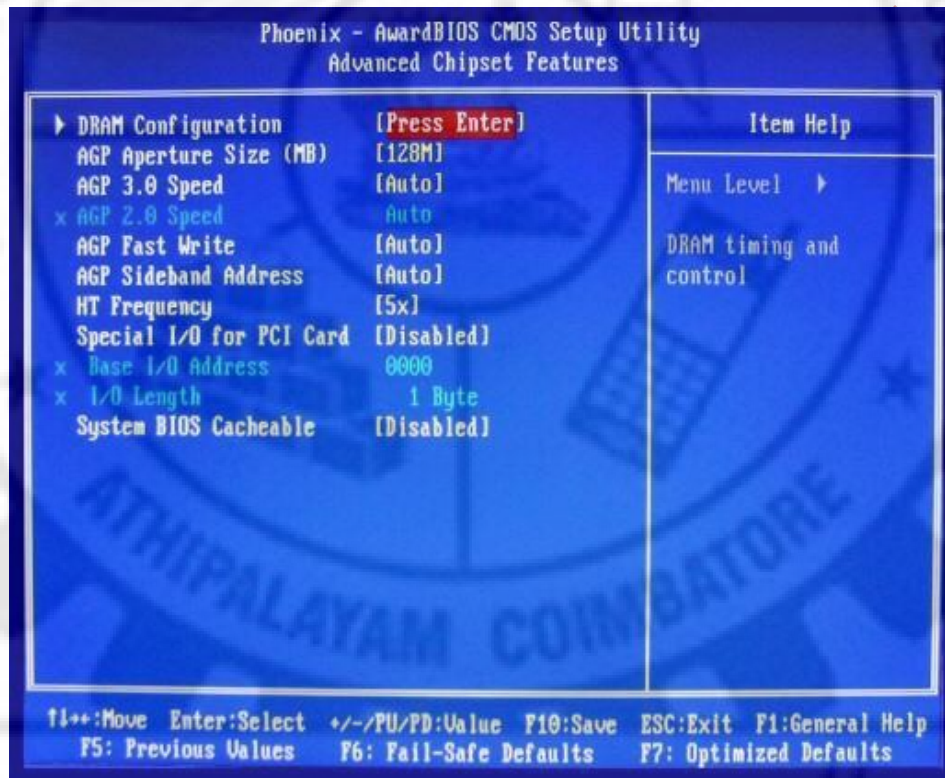 Phoenix - AwardBIOS CMOS Setup Utility
Advanced Chipset Features
DRAM Configuration [Press Enter]
AGP Aperture Size (MB) [128M]
AGP 3.0 Speed [Auto]
x AGP 2.0 Speed Auto
AGP Fast Write [Auto]
AGP Sideband Address [Auto]
HT Frequency [5x]
Special I/O for PCI Card [Disabled]
x Base I/O Address 0000
x I/O Length 1 Byte
System BIOS Cacheable [Disabled]
Item Help
Menu Level
DRAM timing and
control
↑↓→←:Move Enter:Select +/-/PU/PD:Value F10:Save ESC:Exit F1:General Help
F5: Previous Values F6: Fail-Safe Defaults F7: Optimized Defaults
ATHIPALAYAM COIMBATORE